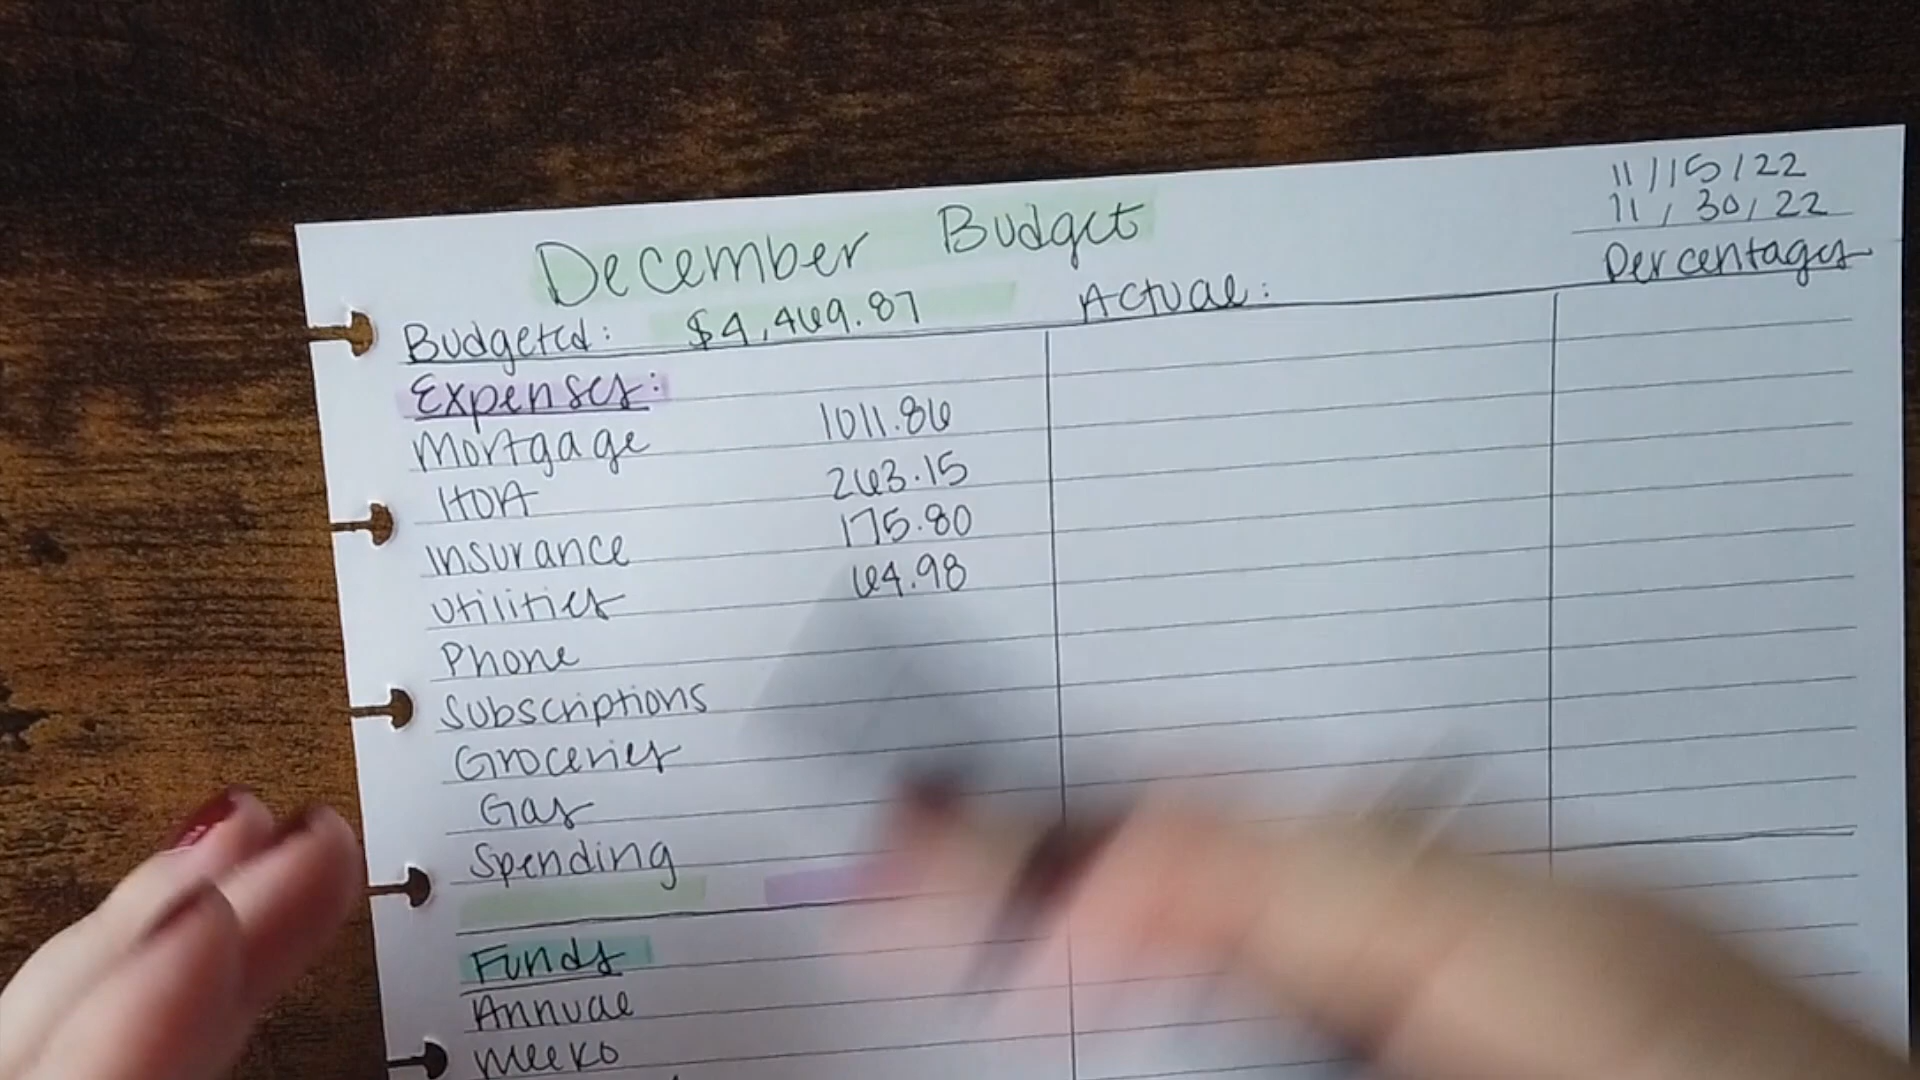 11/15/22
11/30/22
December Budget
Percentages
Budgeted: $4,469.87 Actual:
Expenses:
Mortgage 1011.86
HOA 263.15
Insurance 175.80
Utilities 64.98
Phone
Subscriptions
Groceries
Gas
Spending
Funds
Annual
Meeko